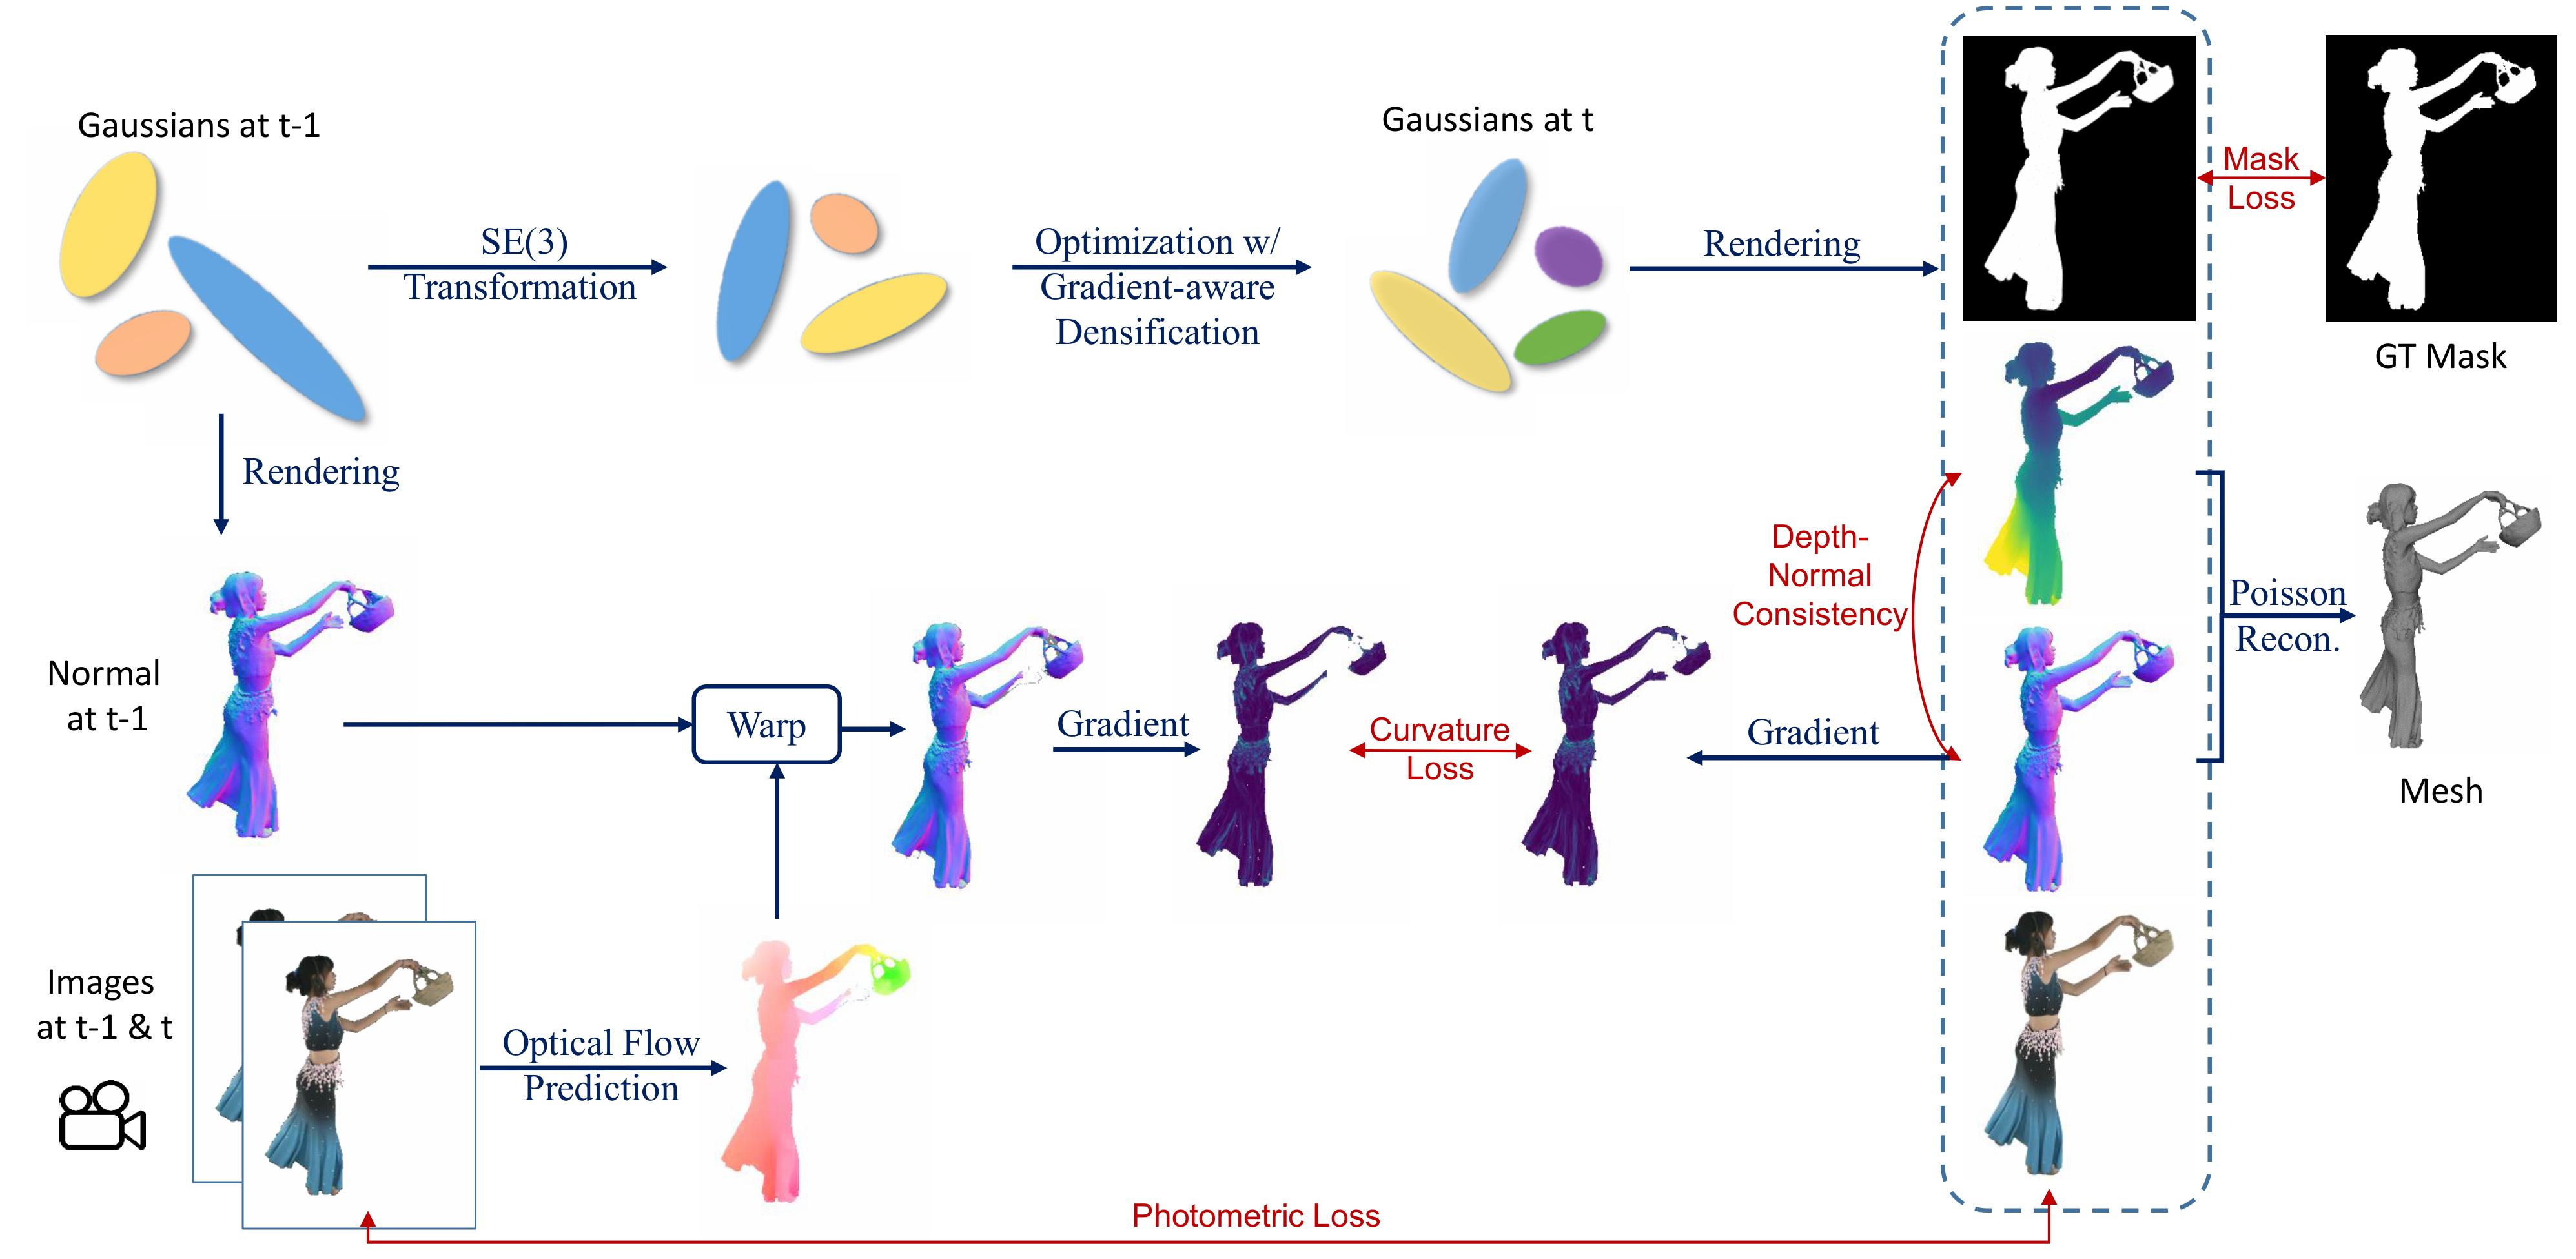 Gaussians at t-1
SE(3)
Transformation
Optimization w/
Gradient-aware
Densification
Gaussians at t
Rendering
Mask
Loss
GT Mask
Rendering
Normal
at t-1
Warp
Gradient
Curvature
Loss
Gradient
Depth-
Normal
Consistency
Poisson
Recon.
Mesh
Images
at t-1 & t
Optical Flow
Prediction
Photometric Loss